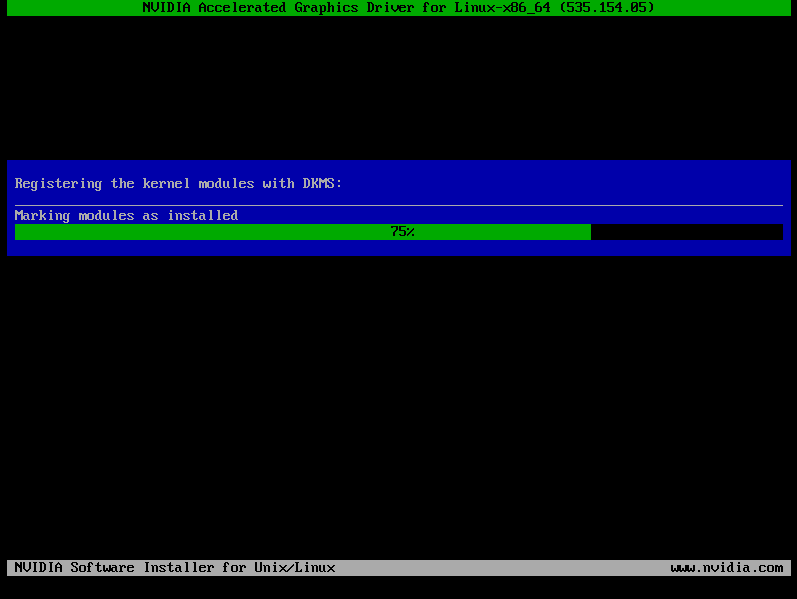 NVIDIA Accelerated Graphics Driver for Linux-x86_64 (535.154.05)
Registering the kernel modules with DKMS:
Marking modules as installed
75%
NVIDIA Software Installer for Unix/Linux www.nvidia.com